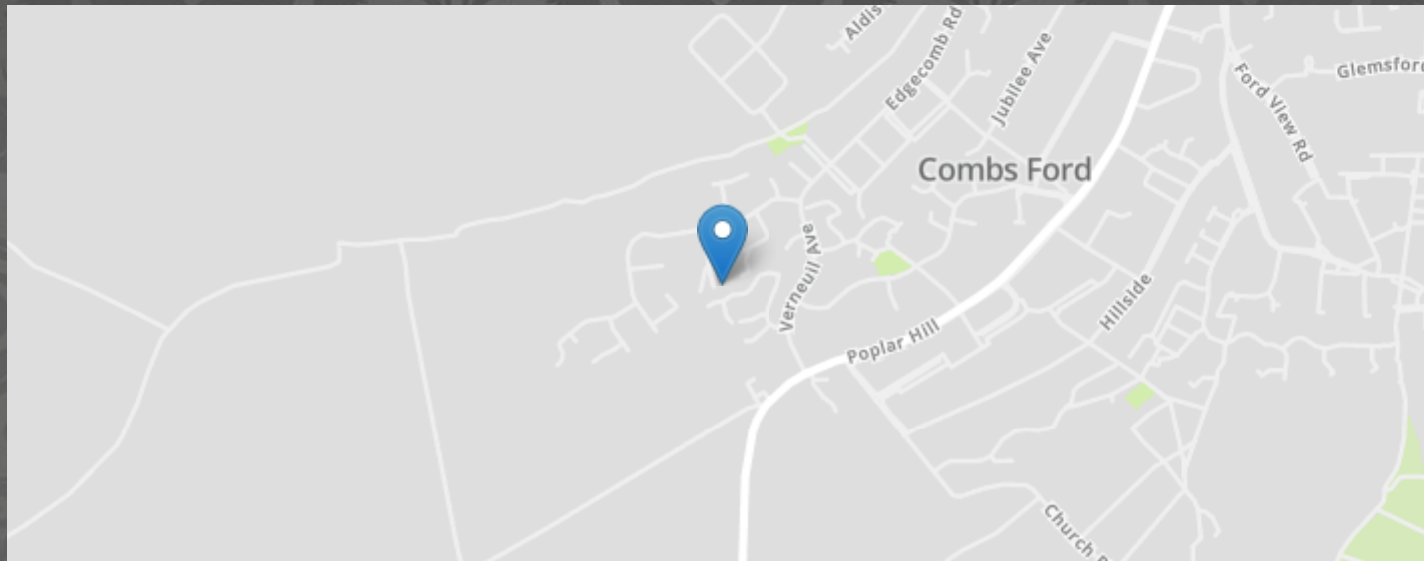 Aldis
Edgecomb Rd
Jubilee Ave
Ford View Rd
Glemsford
Combs Ford
Verneuil Ave
Hillside
Poplar Hill
Church